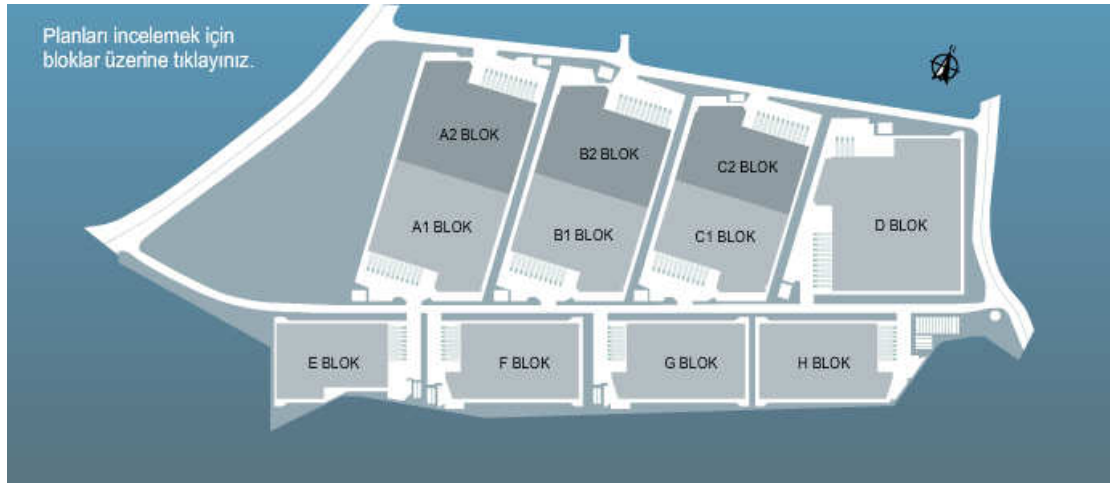 Planları incelemek için
bloklar üzerine tıklayınız.
A2 BLOK
B2 BLOK
C2 BLOK
A1 BLOK
B1 BLOK
C1 BLOK
D BLOK
E BLOK
F BLOK
G BLOK
H BLOK